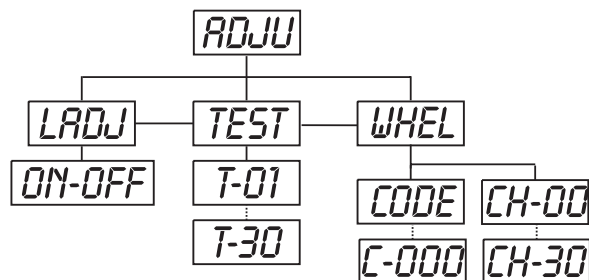 ADJU
LADJ TEST WHEL
ON-OFF T-01 CODE CH-00
T-30 C-000 CH-30